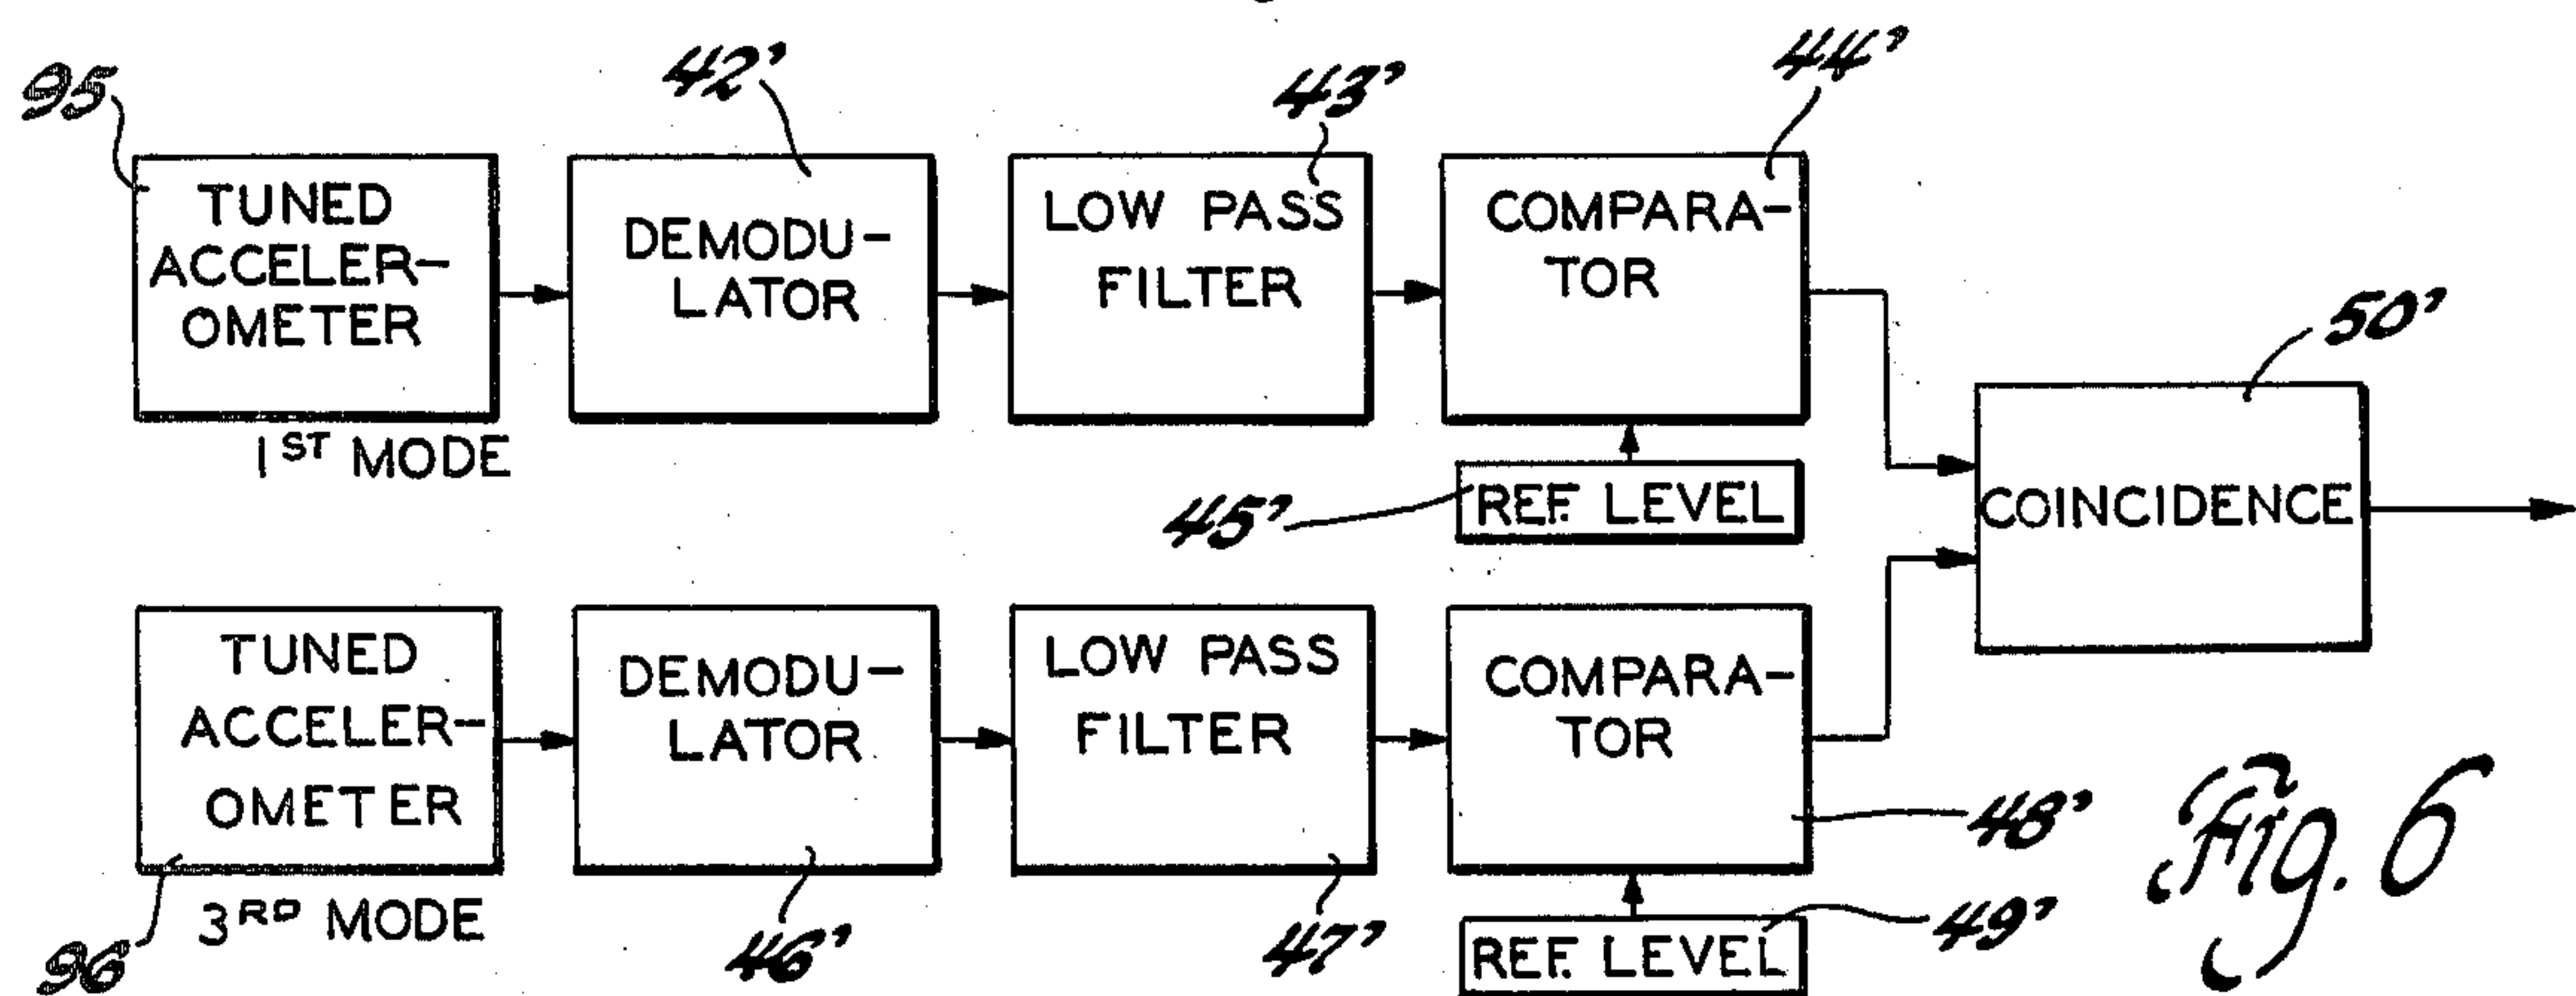 95
42'
43'
44'
TUNED
ACCELER-
OMETER
1ST MODE
DEMODU-
LATOR
LOW PASS
FILTER
COMPARA-
TOR
45'
REF. LEVEL
50'
COINCIDENCE
TUNED
ACCELER-
OMETER
96
3RD MODE
DEMODU-
LATOR
46'
LOW PASS
FILTER
47'
COMPARA-
TOR
48'
REF. LEVEL
49'
Fig. 6